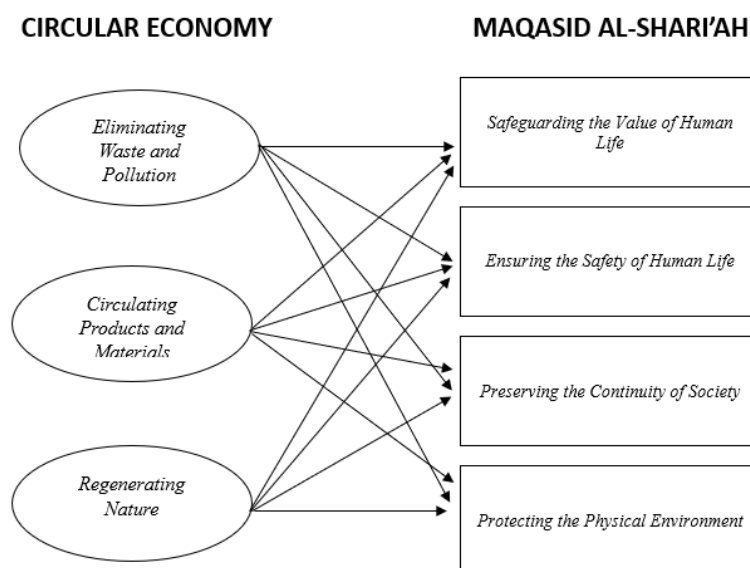 CIRCULAR ECONOMY
MAQASID AL-SHARI'AH
Eliminating
Waste and
Pollution
Circulating
Products and
Materials
Regenerating
Nature
Safeguarding the Value of Human
Life
Ensuring the Safety of Human Life
Preserving the Continuity of Society
Protecting the Physical Environment